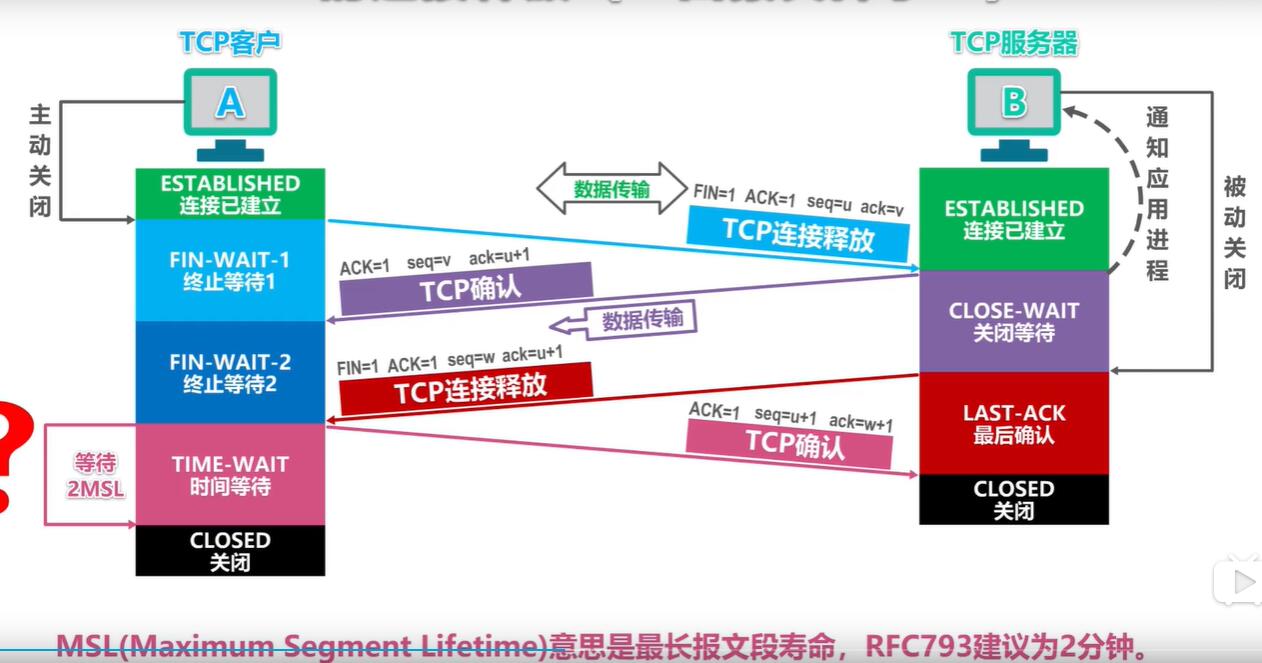 TCP客户
TCP服务器
A
B
主动关闭
通知应用进程
被动关闭
ESTABLISHED
连接已建立
数据传输
FIN=1 ACK=1 seq=u ack=v
TCP连接释放
ESTABLISHED
连接已建立
FIN-WAIT-1
终止等待1
ACK=1 seq=v ack=u+1
TCP确认
数据传输
CLOSE-WAIT
关闭等待
FIN-WAIT-2
终止等待2
FIN=1 ACK=1 seq=w ack=u+1
TCP连接释放
ACK=1 seq=u+1 ack=w+1
TCP确认
LAST-ACK
最后确认
?
等待
2MSL
TIME-WAIT
时间等待
CLOSED
关闭
CLOSED
关闭
MSL(Maximum Segment Lifetime)意思是最长报文段寿命，RFC793建议为2分钟。